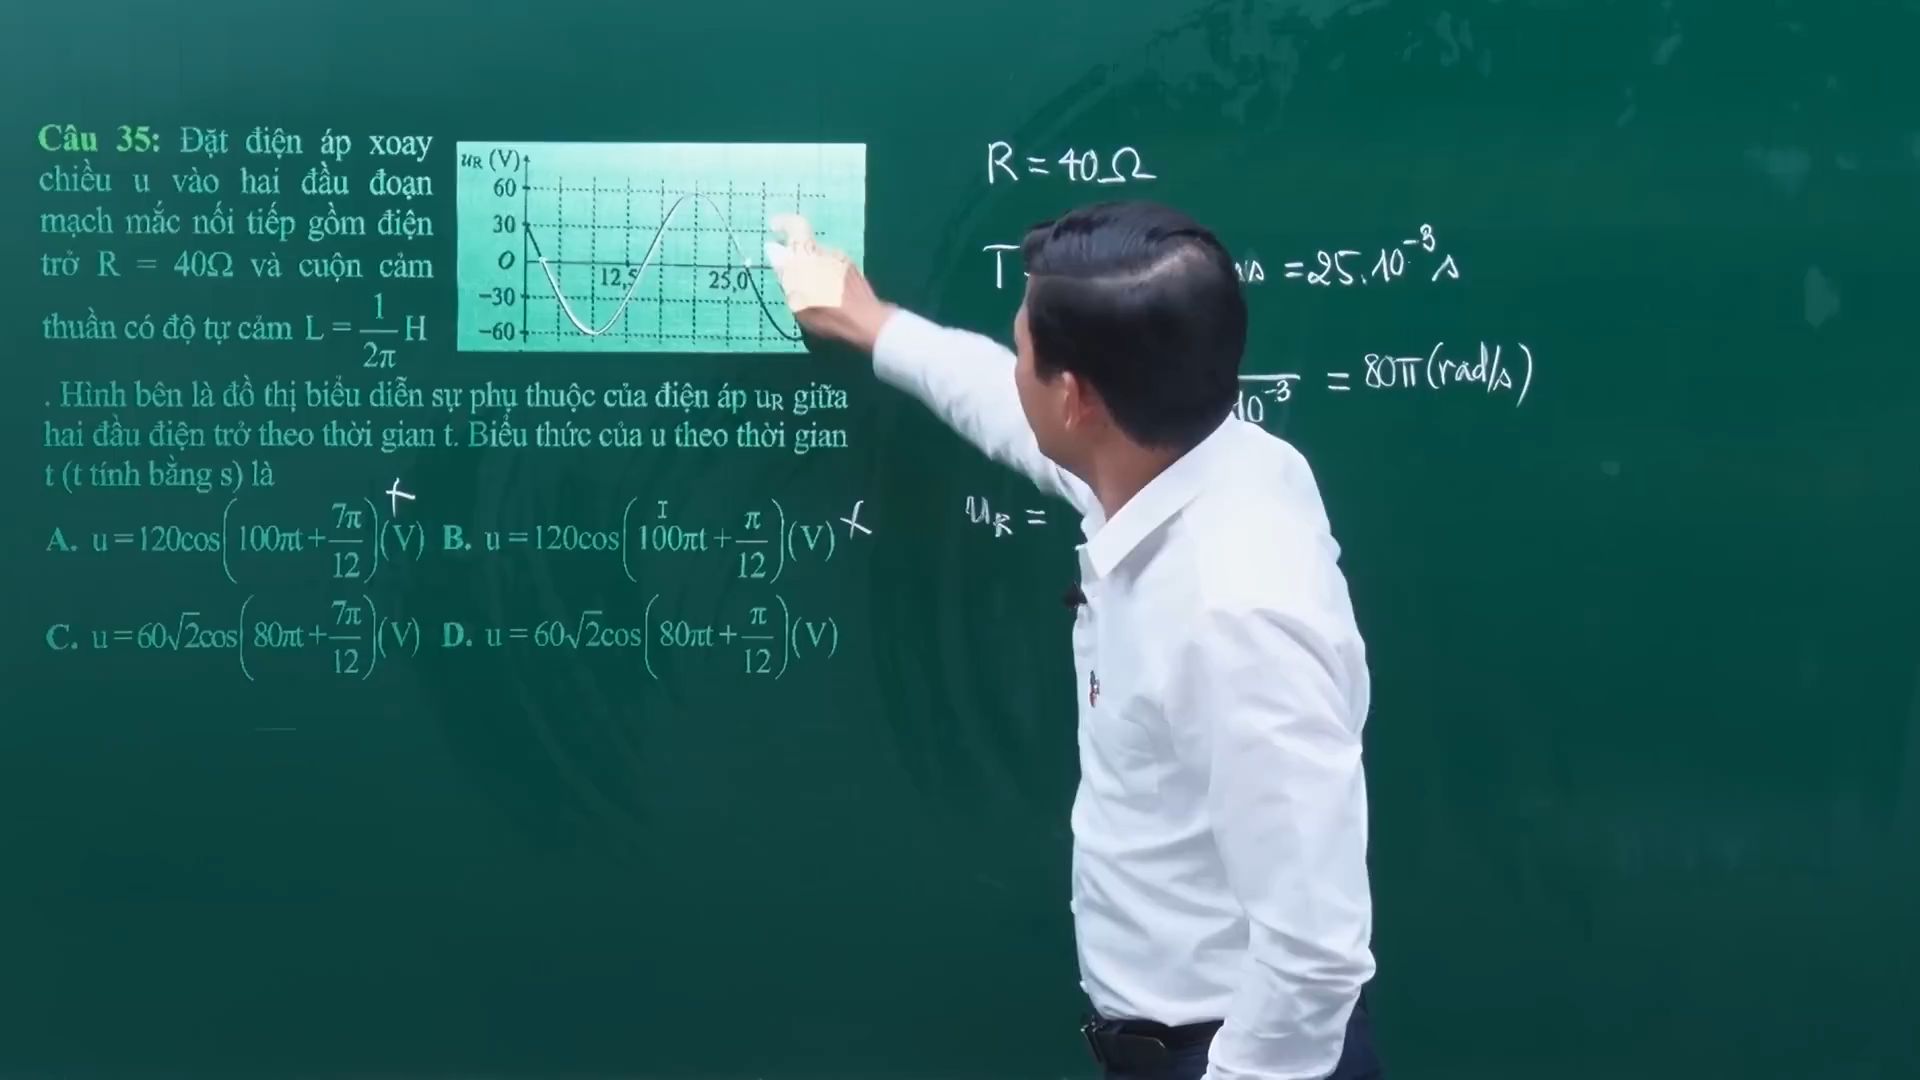 Câu 35: Đặt điện áp xoay
chiều u vào hai đầu đoạn
mạch mắc nối tiếp gồm điện
trở R = 40Ω và cuộn cảm
thuần có độ tự cảm L = 1/2π H
uR (V)
60
30
O
−30
−60
12,5
25,0
. Hình bên là đồ thị biểu diễn sự phụ thuộc của điện áp uR giữa
hai đầu điện trở theo thời gian t. Biểu thức của u theo thời gian
t (t tính bằng s) là
A. u = 120cos(100πt + 7π/12)(V) B. u = 120cos(100πt + π/12)(V)
C. u = 60√2cos(80πt + 7π/12)(V) D. u = 60√2cos(80πt + π/12)(V)
R = 40Ω
T = 25.10⁻³ s
10⁻³ = 80π (rad/s)
uR =